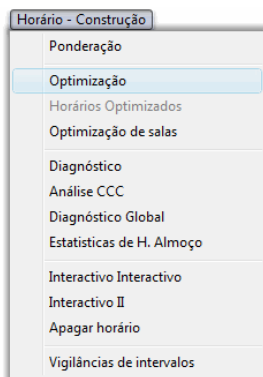 Horário - Construção
Ponderação
Optimização
Horários Optimizados
Optimização de salas
Diagnóstico
Análise CCC
Diagnóstico Global
Estatisticas de H. Almoço
Interactivo Interactivo
Interactivo II
Apagar horário
Vigilâncias de intervalos